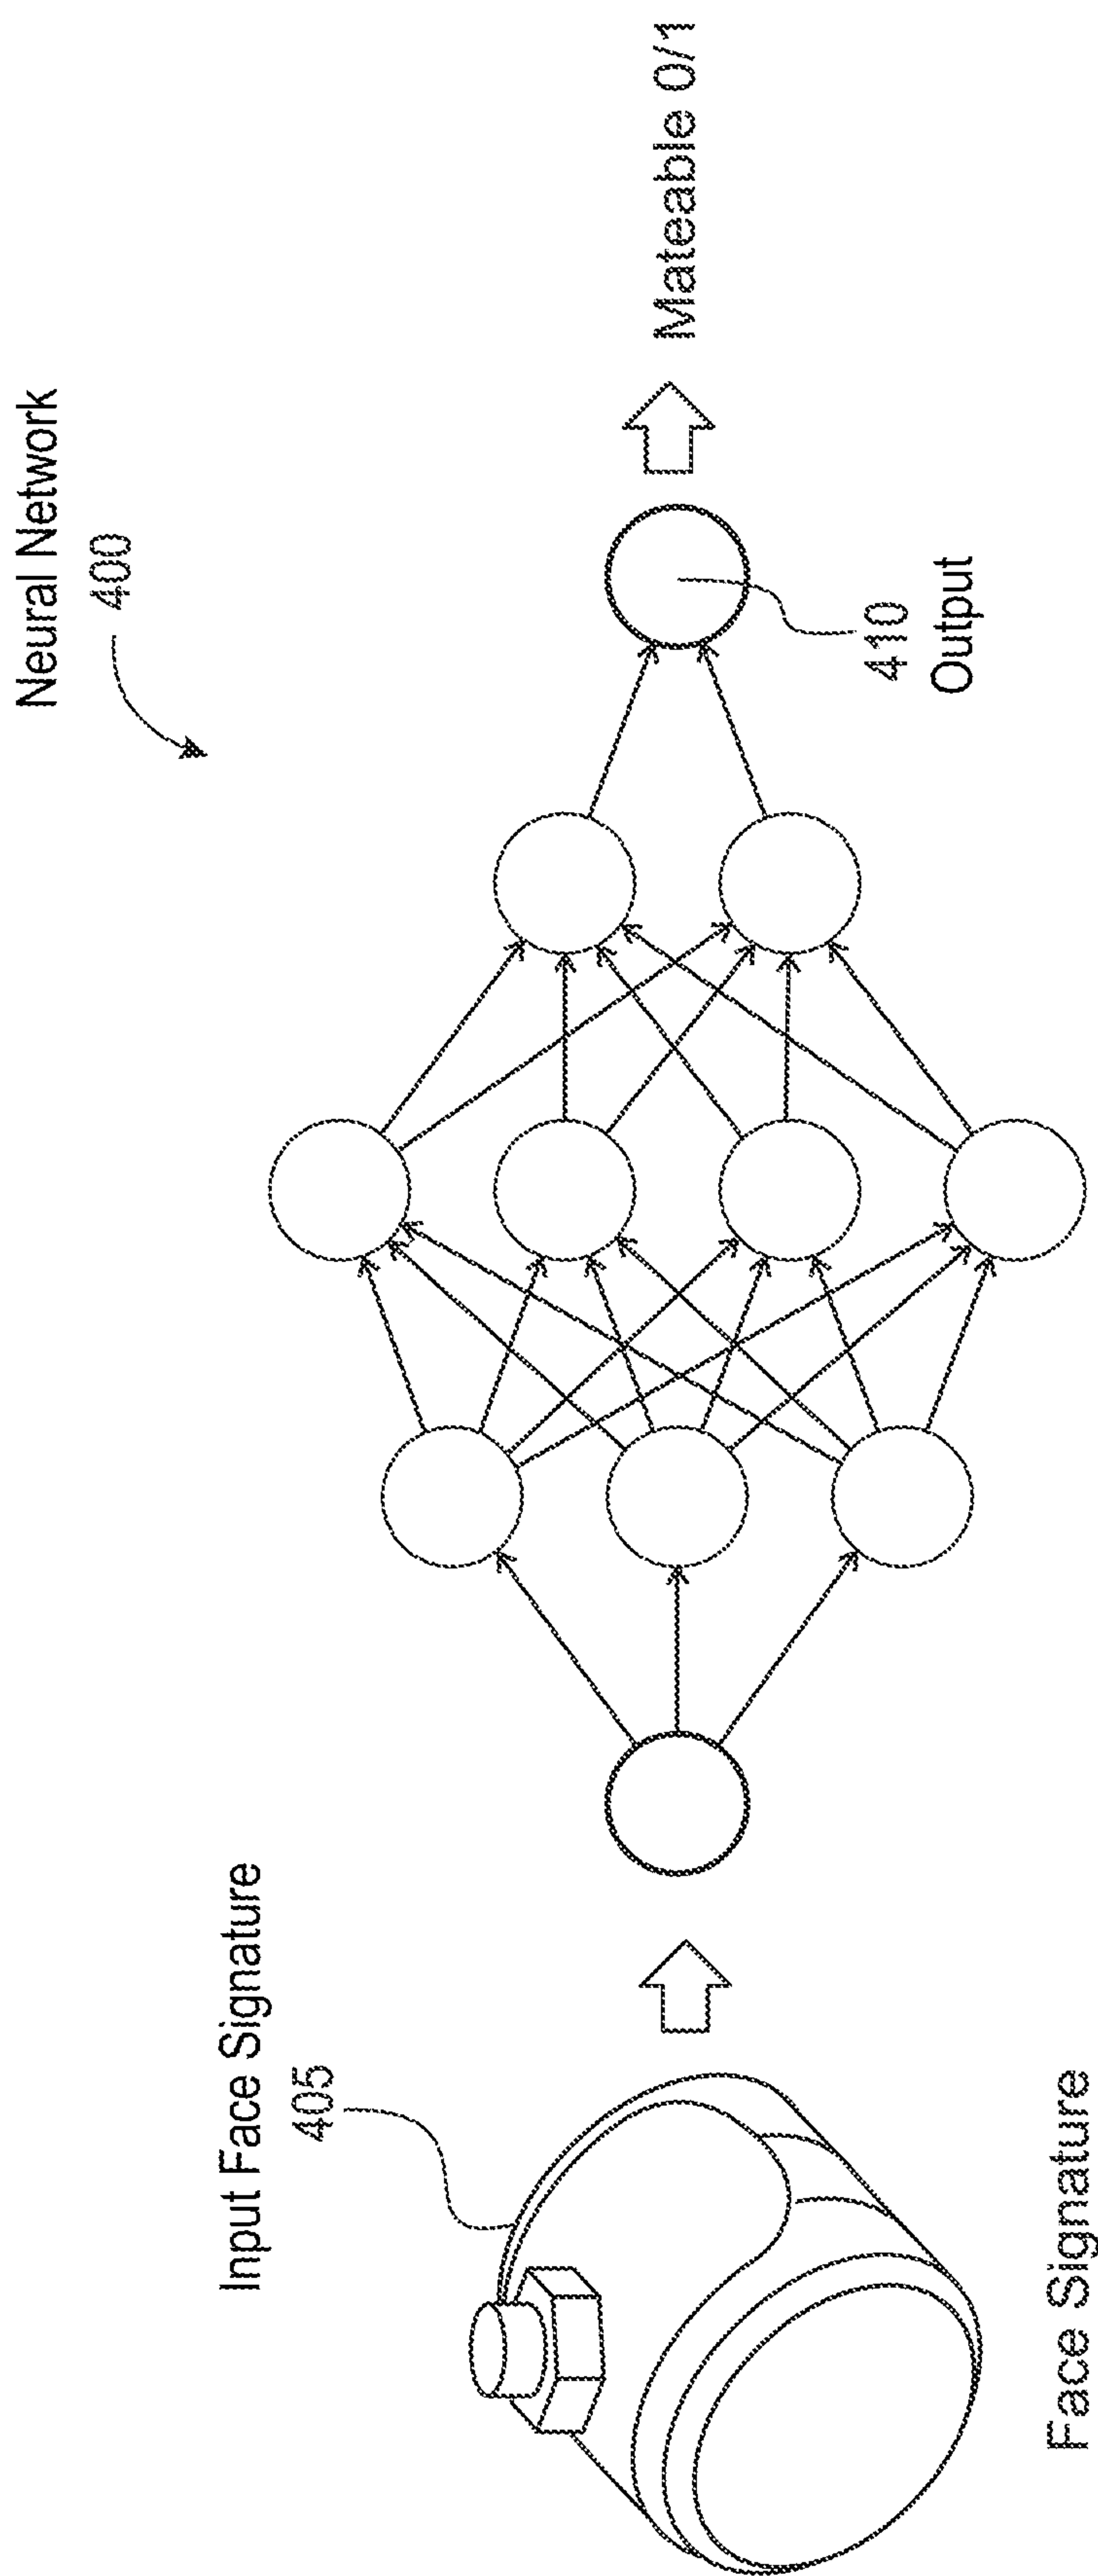 Neural Network
400
Input Face Signature
405
Mateable 0/1
410
Output
Face Signature